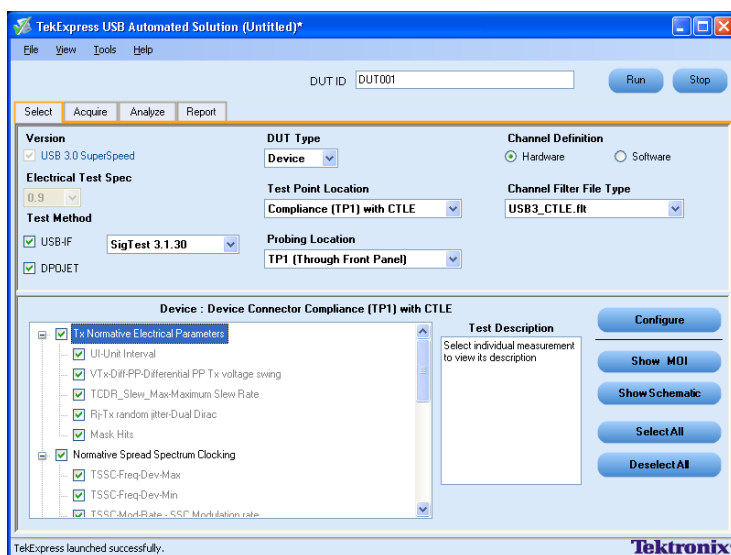 TekExpress USB Automated Solution (Untitled)*
File View Tools Help
DUT ID DUT001 Run Stop
Select Acquire Analyze Report
Version
USB 3.0 SuperSpeed
Electrical Test Spec
0.9
Test Method
USB-IF SigTest 3.1.30
DPOJET
DUT Type
Device
Test Point Location
Compliance (TP1) with CTLE
Probing Location
TP1 (Through Front Panel)
Channel Definition
Hardware Software
Channel Filter File Type
USB3_CTLE.flt
Device : Device Connector Compliance (TP1) with CTLE
Tx Normative Electrical Parameters
UI-Unit Interval
VTx-Diff-PP-Differential PP Tx voltage swing
TCDR_Slew_Max-Maximum Slew Rate
Rj-Tx random jitter-Dual Dirac
Mask Hits
Normative Spread Spectrum Clocking
TSSC-Freq-Dev-Max
TSSC-Freq-Dev-Min
TSSC-Mod-Rate - SSC Modulation rate
Test Description
Select individual measurement
to view its description
Configure
Show MOI
Show Schematic
Select All
Deselect All
TekExpress launched successfully.
Tektronix